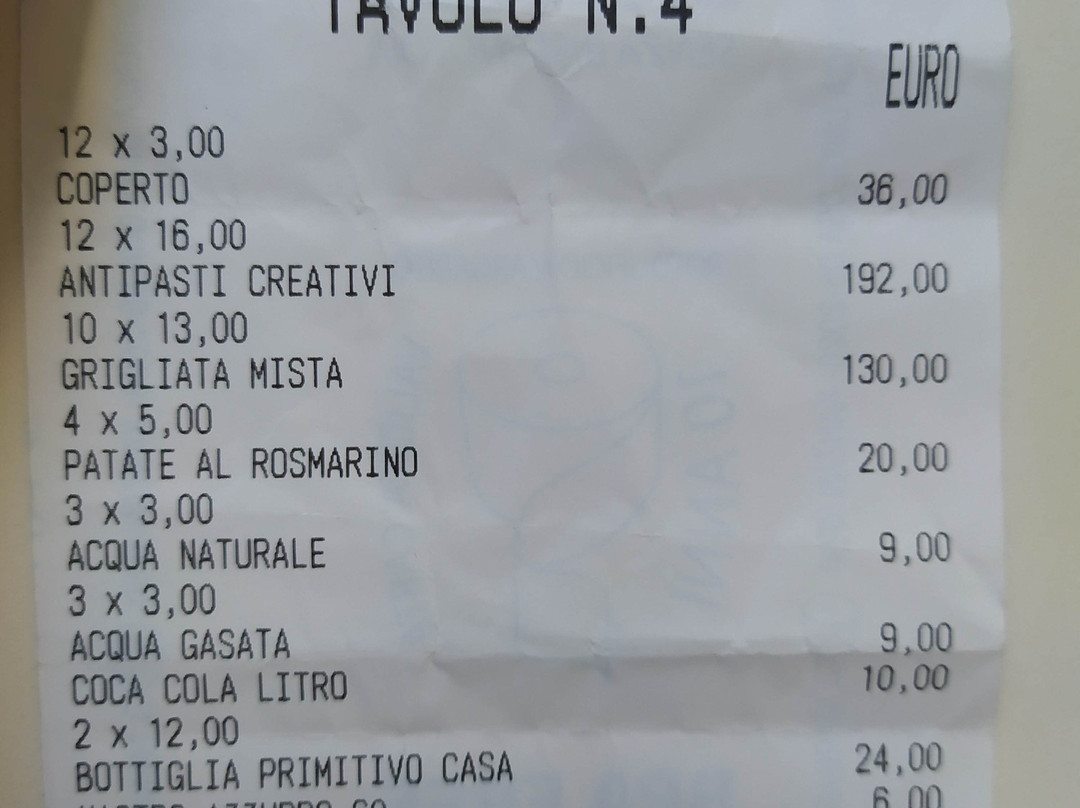 TAVOLO N.4
EURO
12 x 3,00
COPERTO 36,00
12 x 16,00
ANTIPASTI CREATIVI 192,00
10 x 13,00
GRIGLIATA MISTA 130,00
4 x 5,00
PATATE AL ROSMARINO 20,00
3 x 3,00
ACQUA NATURALE 9,00
3 x 3,00
ACQUA GASATA 9,00
COCA COLA LITRO 10,00
2 x 12,00
BOTTIGLIA PRIMITIVO CASA 24,00
6,00